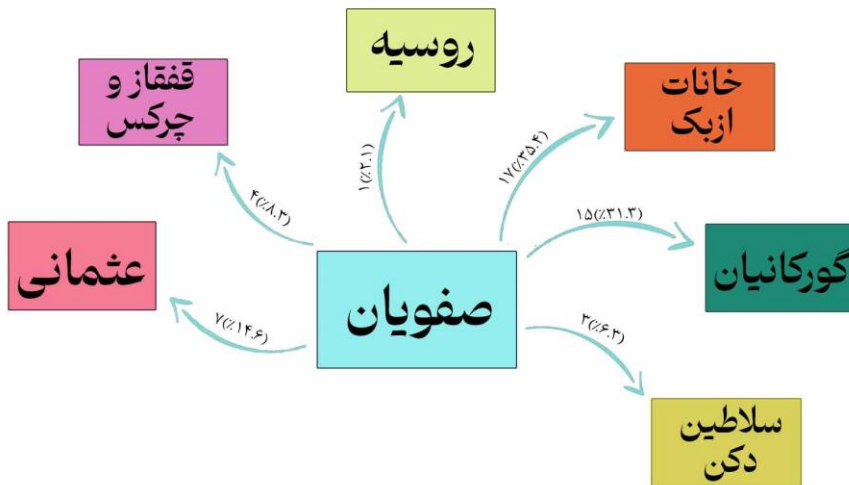 روسیه
خانات
ازبک
قفقاز و
چرکس
۱۷(٪۳۵.۴)
۱(٪۲.۱)
۴(٪۸.۳)
۱۵(٪۳۱.۳)
گورکانیان
عثمانی
صفویان
۷(٪۱۴.۶)
۳(٪۶.۳)
سلاطین
دکن